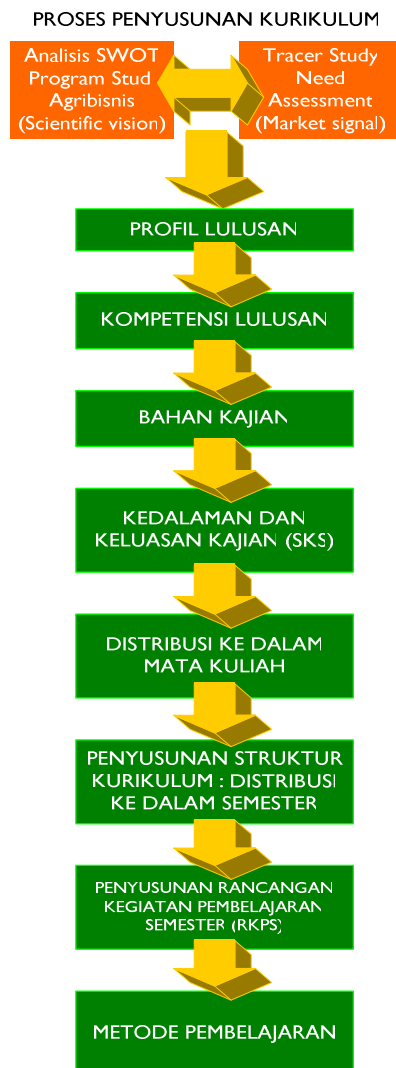 PROSES PENYUSUNAN KURIKULUM
Analisis SWOT
Program Stud
Agribisnis
(Scientific vision)
Tracer Study
Need
Assessment
(Market signal)
PROFIL LULUSAN
KOMPETENSI LULUSAN
BAHAN KAJIAN
KEDALAMAN DAN
KELUASAN KAJIAN (SKS)
DISTRIBUSI KE DALAM
MATA KULIAH
PENYUSUNAN STRUKTUR
KURIKULUM : DISTRIBUSI
KE DALAM SEMESTER
PENYUSUNAN RANCANGAN
KEGIATAN PEMBELAJARAN
SEMESTER (RKPS)
METODE PEMBELAJARAN